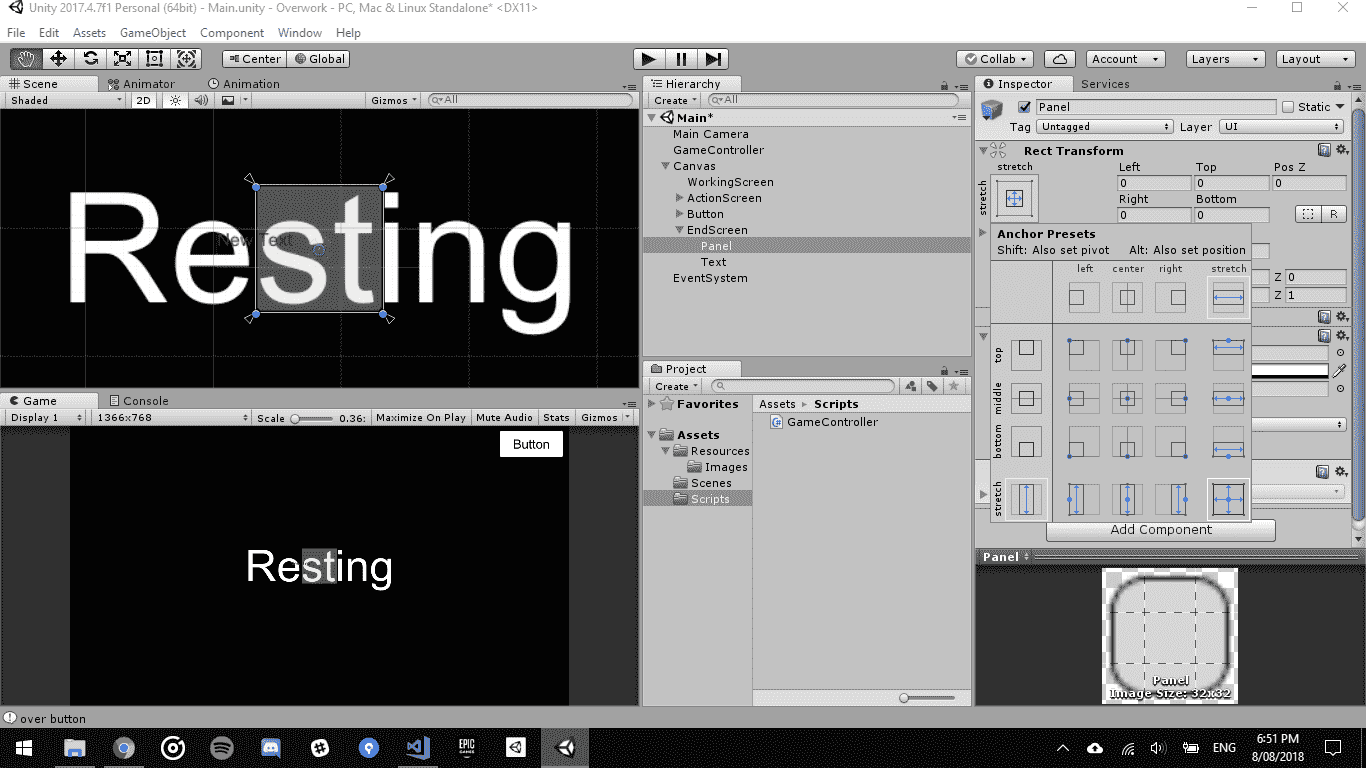 Unity 2017.4.7f1 Personal (64bit) - Main.unity - Overwork - PC, Mac & Linux Standalone* <DX11>
File Edit Assets GameObject Component Window Help
Center Global
Collab Account Layers Layout
Scene Animator Animation
Shaded 2D Gizmos All
Resting
New Text
Game Console
Display 1 1366x768 Scale 0.36: Maximize On Play Mute Audio Stats Gizmos
Button
Resting
Hierarchy
Create All
Main*
Main Camera
GameController
Canvas
WorkingScreen
ActionScreen
Button
EndScreen
Panel
Text
EventSystem
Project
Create
Favorites
Assets
Resources
Images
Scenes
Scripts
Assets Scripts
GameController
Inspector Services
Panel Static
Tag Untagged Layer UI
Rect Transform
stretch
stretch
Left Top Pos Z
0 0 0
Right Bottom
0 0
R
Anchor Presets
Shift: Also set pivot Alt: Also set position
left center right stretch
top
middle
bottom
stretch
Z 0
Z 1
Add Component
Panel
Panel
Image Size: 32x32
over button
EPIC
GAMES
ENG
6:51 PM
8/08/2018